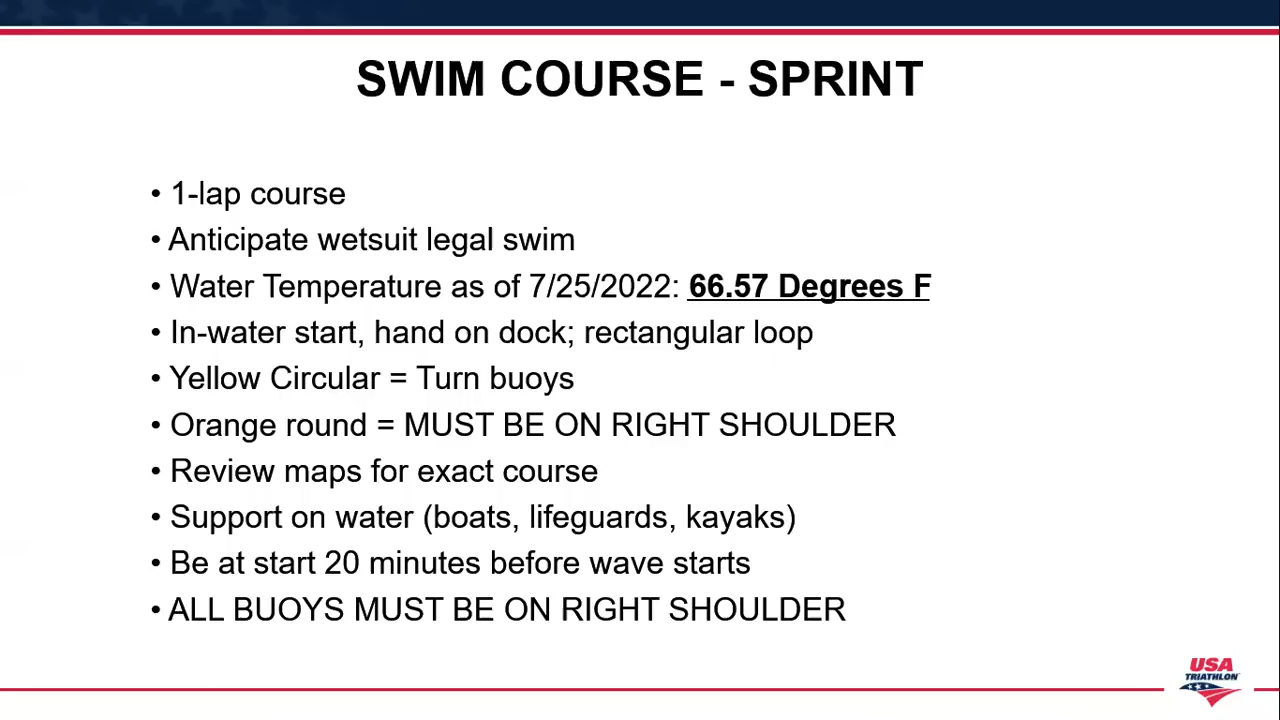 SWIM COURSE - SPRINT
• 1-lap course
• Anticipate wetsuit legal swim
• Water Temperature as of 7/25/2022: 66.57 Degrees F
• In-water start, hand on dock; rectangular loop
• Yellow Circular = Turn buoys
• Orange round = MUST BE ON RIGHT SHOULDER
• Review maps for exact course
• Support on water (boats, lifeguards, kayaks)
• Be at start 20 minutes before wave starts
• ALL BUOYS MUST BE ON RIGHT SHOULDER
USA
TRIATHLON